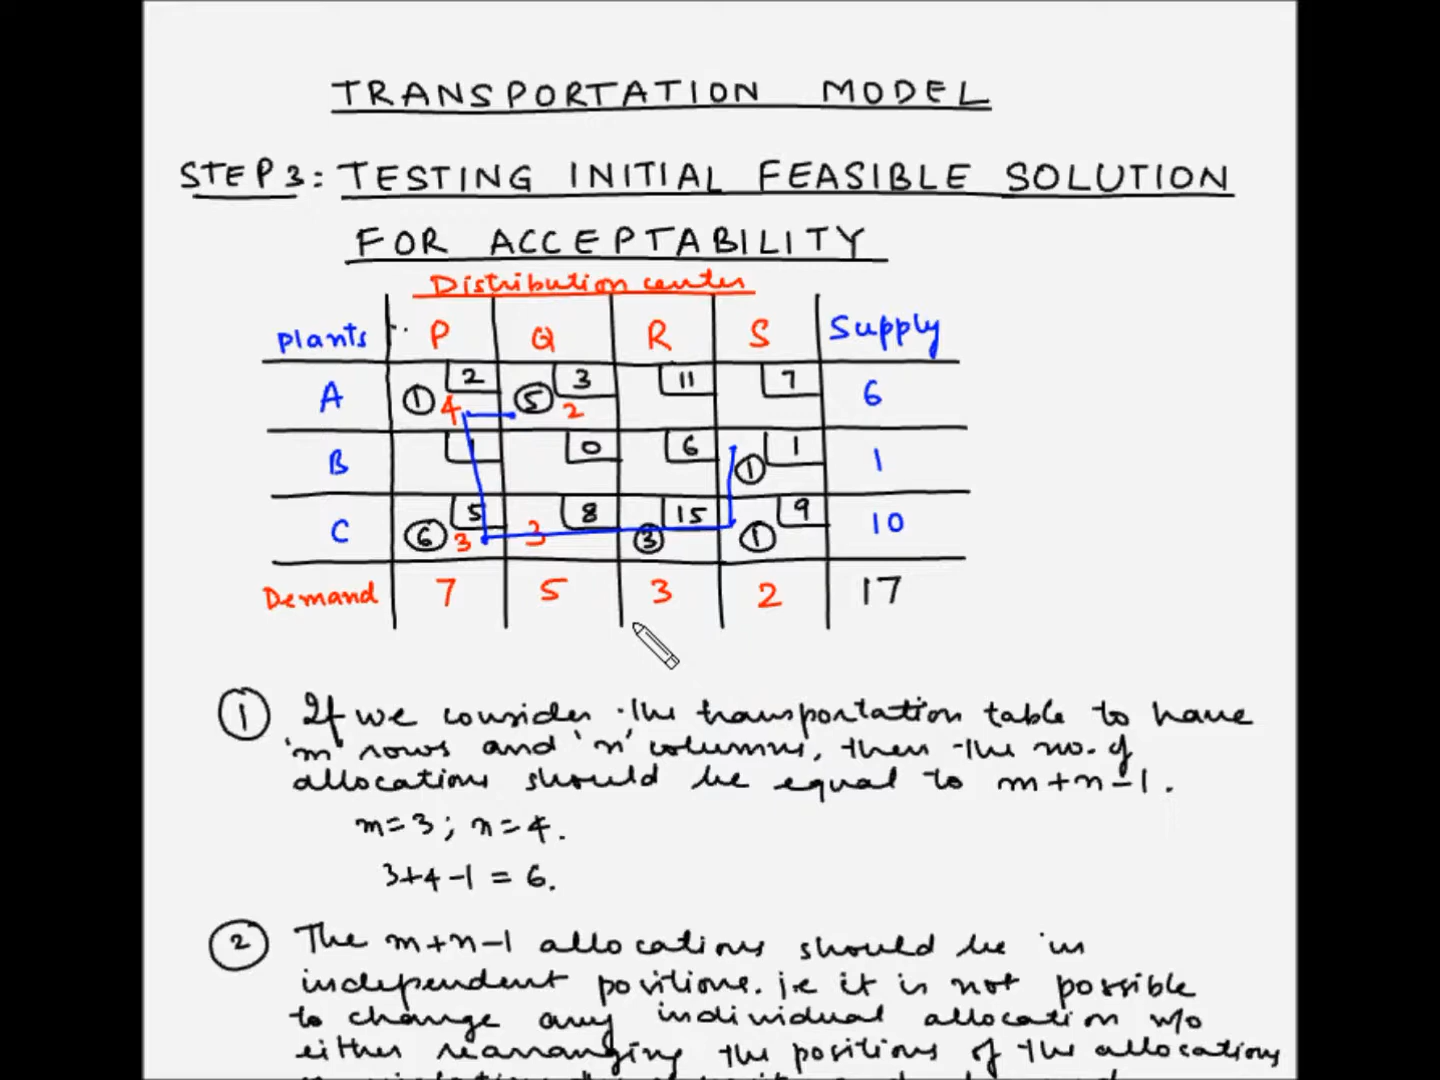 TRANSPORTATION MODEL
STEP 3: TESTING INITIAL FEASIBLE SOLUTION
FOR ACCEPTABILITY
Distribution center
Plants P Q R S Supply
A 1 2 4 5 3 2 11 7 6
B 1 0 6 1 1 1
C 6 5 3 3 8 3 15 1 9 10
Demand 7 5 3 2 17
1 If we consider the transportation table to have
'm' rows and 'n' columns, then the no. of
allocations should be equal to m+n-1.
m=3; n=4.
3+4-1 = 6.
2 The m+n-1 allocations should be in
independent positions. i.e it is not possible
to change any individual allocation w/o
either rearranging the positions of the allocations